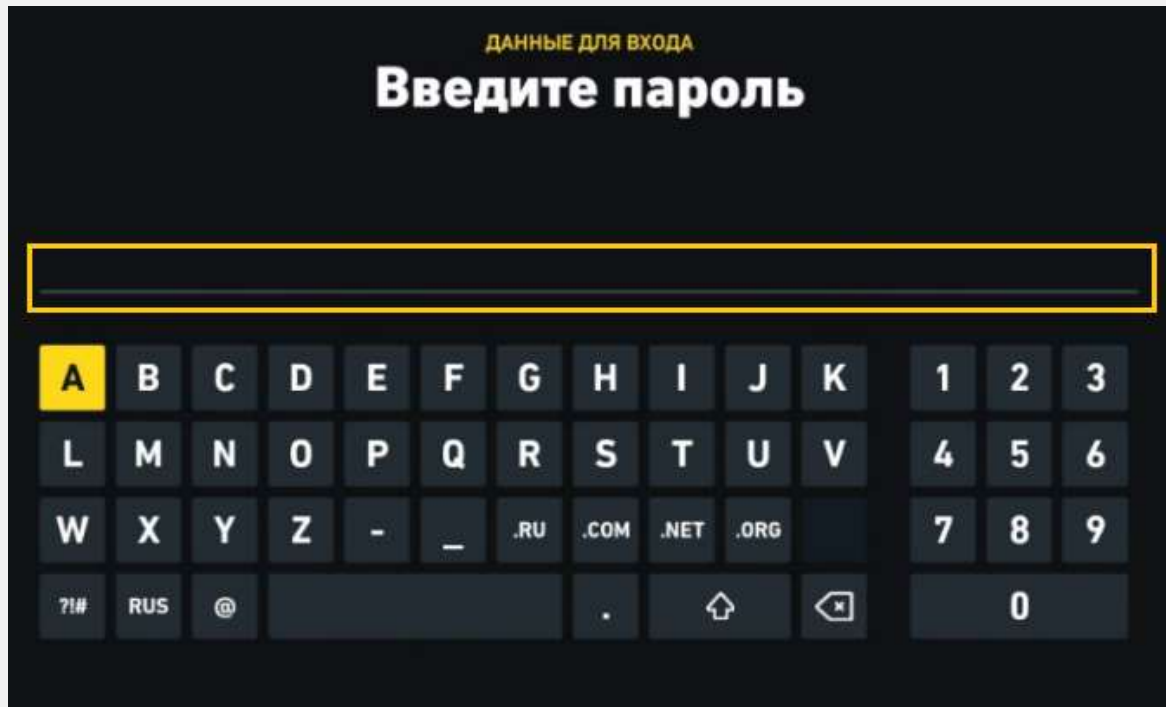 ДАННЫЕ ДЛЯ ВХОДА
Введите пароль
A B C D E F G H I J K 1 2 3
L M N O P Q R S T U V 4 5 6
W X Y Z - _ .RU .COM .NET .ORG 7 8 9
?!# RUS @ . 0